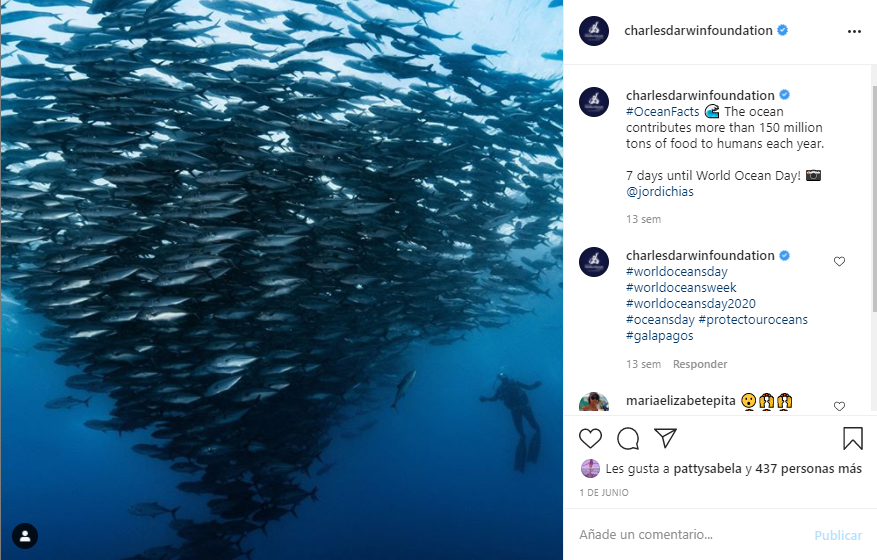 charlesdarwinfoundation
charlesdarwinfoundation
#OceanFacts 🌊 The ocean
contributes more than 150 million
tons of food to humans each year.
7 days until World Ocean Day! 📷
@jordichias
13 sem
charlesdarwinfoundation
#worldoceansday
#worldoceansweek
#worldoceansday2020
#oceansday #protectouroceans
#galapagos
13 sem Responder
mariaelizabetepita 😮🐧🐧
Les gusta a pattysabela y 437 personas más
1 DE JUNIO
Añade un comentario... Publicar